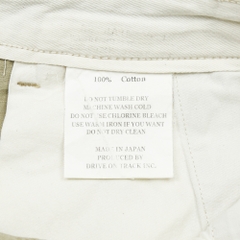 100% Cotton
DO NOT TUMBLE DRY
MACHINE WASH COLD
DO NOT BE CHLORINE BLEACH
USE WARM IRON IF YOU WANT
DO NOT DRY CLEAN
MADE IN JAPAN
PRODUCED BY
DRIVE ON TRACK INC.